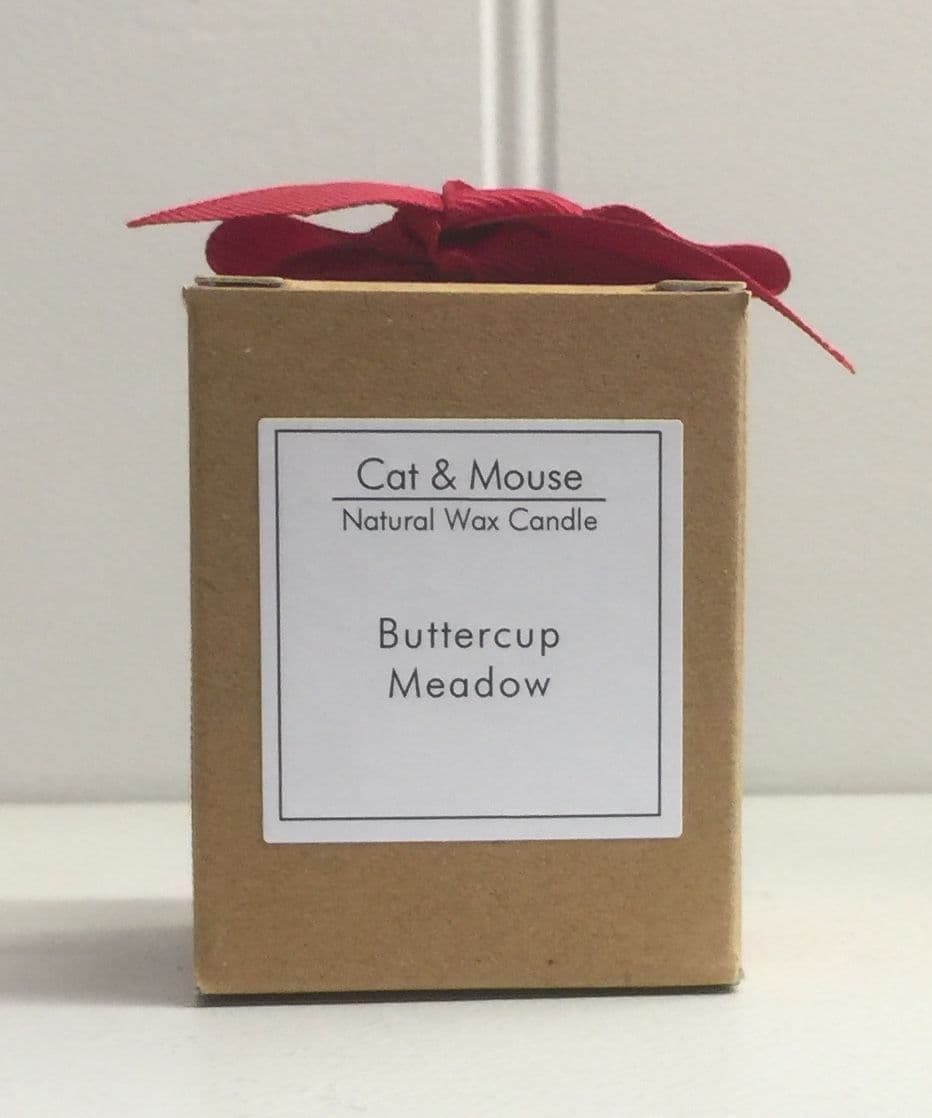 Cat & Mouse
Natural Wax Candle
Buttercup
Meadow